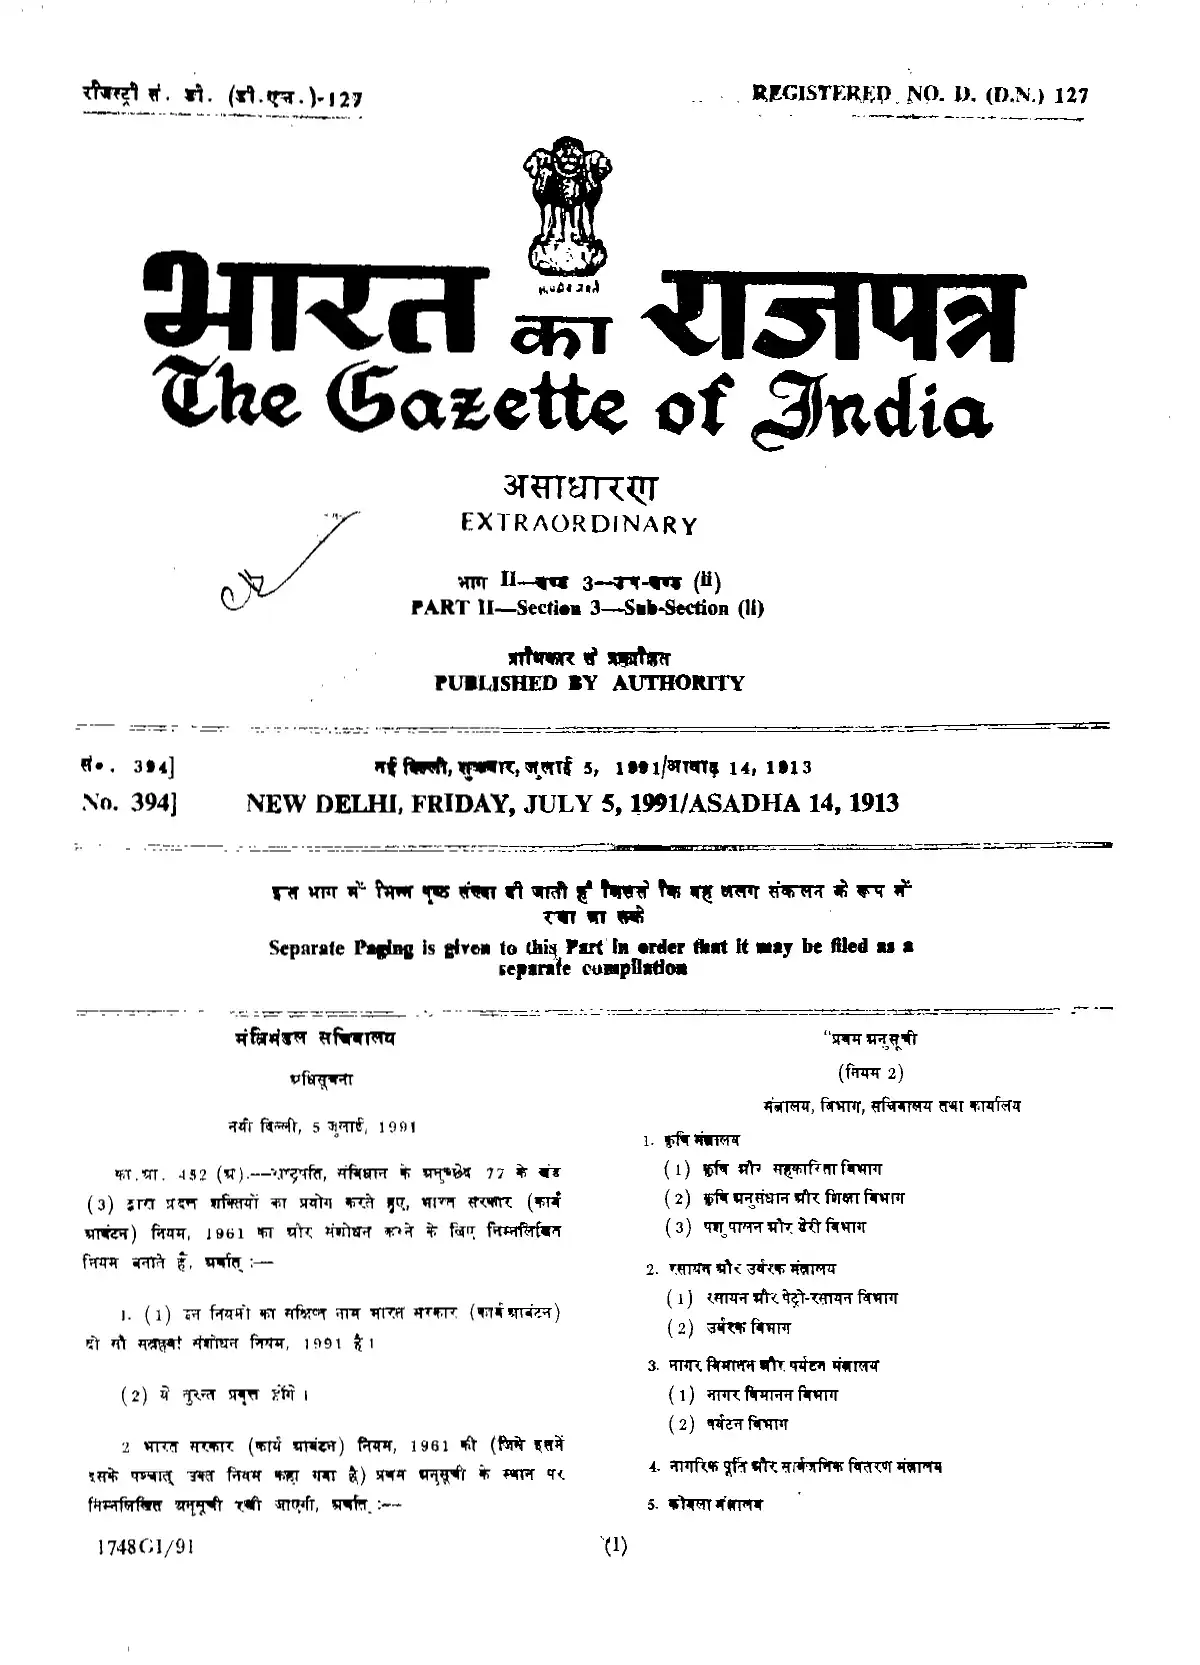 रजिस्ट्री सं. डी. (डी.एन.)-127
REGISTERED NO. D. (D.N.) 127
भारत का राजपत्र
The Gazette of India
असाधारण
EXTRAORDINARY
भाग II—खण्ड 3—उप-खण्ड (ii)
PART II—Section 3—Sub-Section (ii)
प्राधिकार से प्रकाशित
PUBLISHED BY AUTHORITY
सं. 394]
नई दिल्ली, शुक्रवार, जुलाई 5, 1991/आषाढ़ 14, 1913
No. 394]
NEW DELHI, FRIDAY, JULY 5, 1991/ASADHA 14, 1913
इस भाग में भिन्न पृष्ठ संख्या दी जाती है जिससे कि यह अलग संकलन के रूप में
रखा जा सके
Separate Paging is given to this Part in order that it may be filed as a
separate compilation
मंत्रिमंडल सचिवालय
अधिसूचना
नयी दिल्ली, 5 जुलाई, 1991
का.आ. 452 (अ).—राष्ट्रपति, संविधान के अनुच्छेद 77 के खंड
(3) द्वारा प्रदत्त शक्तियों का प्रयोग करते हुए, भारत सरकार (कार्य
आबंटन) नियम, 1961 का और संशोधन करने के लिए निम्नलिखित
नियम बनाते हैं, अर्थात् :—
1. (1) इन नियमों का संक्षिप्त नाम भारत सरकार (कार्य आबंटन)
दो सौ सत्रहवां संशोधन नियम, 1991 है।
(2) ये तुरन्त प्रवृत्त होंगे।
2 भारत सरकार (कार्य आबंटन) नियम, 1961 की (जिसे इसमें
इसके पश्चात् उक्त नियम कहा गया है) प्रथम अनुसूची के स्थान पर
निम्नलिखित अनुसूची रखी जाएगी, अर्थात् :—
1748GI/91
"प्रथम अनुसूची
(नियम 2)
मंत्रालय, विभाग, सचिवालय तथा कार्यालय
1. कृषि मंत्रालय
(1) कृषि और सहकारिता विभाग
(2) कृषि अनुसंधान और शिक्षा विभाग
(3) पशुपालन और डेरी विभाग
2. रसायन और उर्वरक मंत्रालय
(1) रसायन और पेट्रो-रसायन विभाग
(2) उर्वरक विभाग
3. नागर विमानन और पर्यटन मंत्रालय
(1) नागर विमानन विभाग
(2) पर्यटन विभाग
4. नागरिक पूर्ति और सार्वजनिक वितरण मंत्रालय
5. कोयला मंत्रालय
(1)